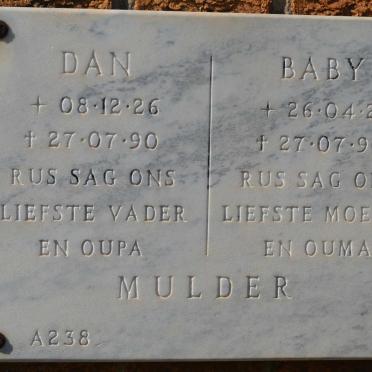 DAN
+ 08·12·26
† 27·07·90
RUS SAG ONS
LIEFSTE VADER
EN OUPA
BABY
+ 26·04·2
† 27·07·9
RUS SAG O
LIEFSTE MOE
EN OUMA
MULDER
A238